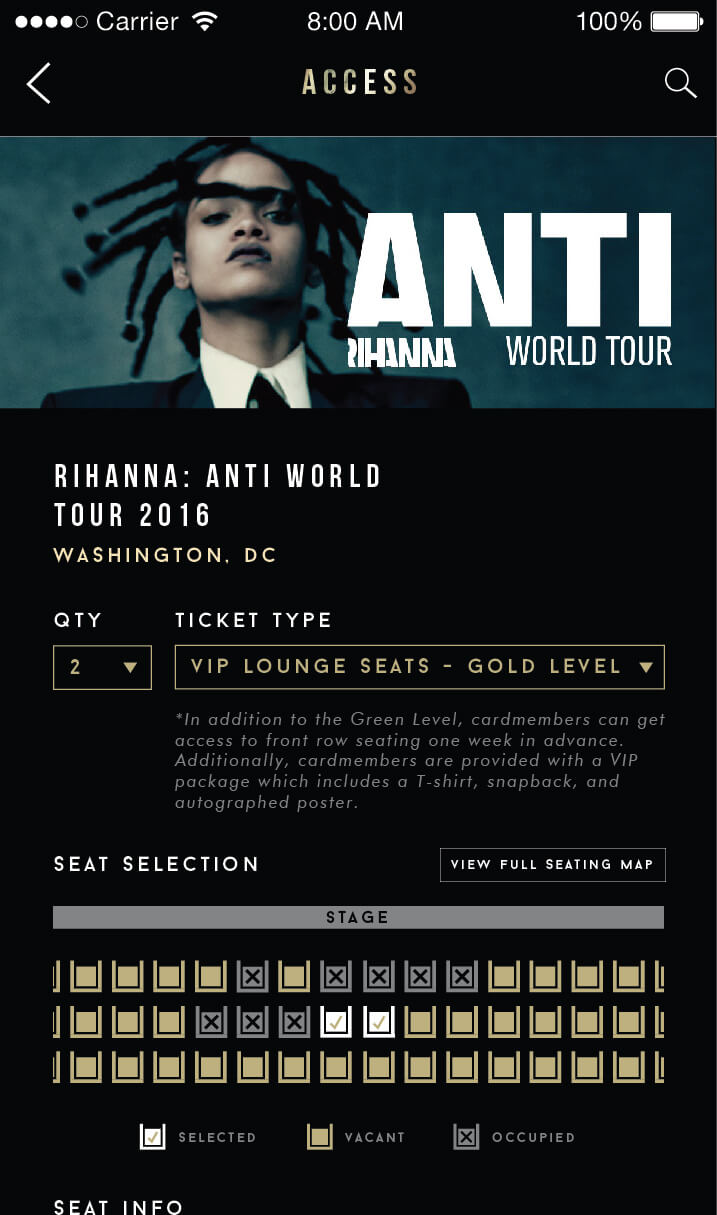 Carrier 8:00 AM 100%
ACCESS
ANTI
RIHANNA WORLD TOUR
RIHANNA: ANTI WORLD
TOUR 2016
WASHINGTON, DC
QTY TICKET TYPE
2 VIP LOUNGE SEATS - GOLD LEVEL
*In addition to the Green Level, cardmembers can get
access to front row seating one week in advance.
Additionally, cardmembers are provided with a VIP
package which includes a T-shirt, snapback, and
autographed poster.
SEAT SELECTION VIEW FULL SEATING MAP
STAGE
SELECTED VACANT OCCUPIED
SEAT INFO